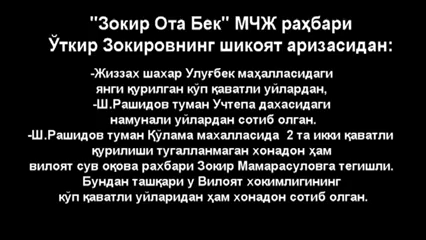 "Зокир Ота Бек" МЧЖ раҳбари
Ўткир Зокировнинг шикоят аризасидан:
-Жиззах шахар Улуғбек маҳалласидаги
янги қурилган кўп қаватли уйлардан,
-Ш.Рашидов туман Учтепа дахасидаги
намунали уйлардан сотиб олган.
-Ш.Рашидов туман Қўлама махалласида 2 та икки қаватли
қурилиши тугалланмаган хонадон ҳам
вилоят сув оқова рахбари Зокир Мамарасуловга тегишли.
Бундан ташқари у Вилоят хокимлигининг
кўп қаватли уйларидан ҳам хонадон сотиб олган.